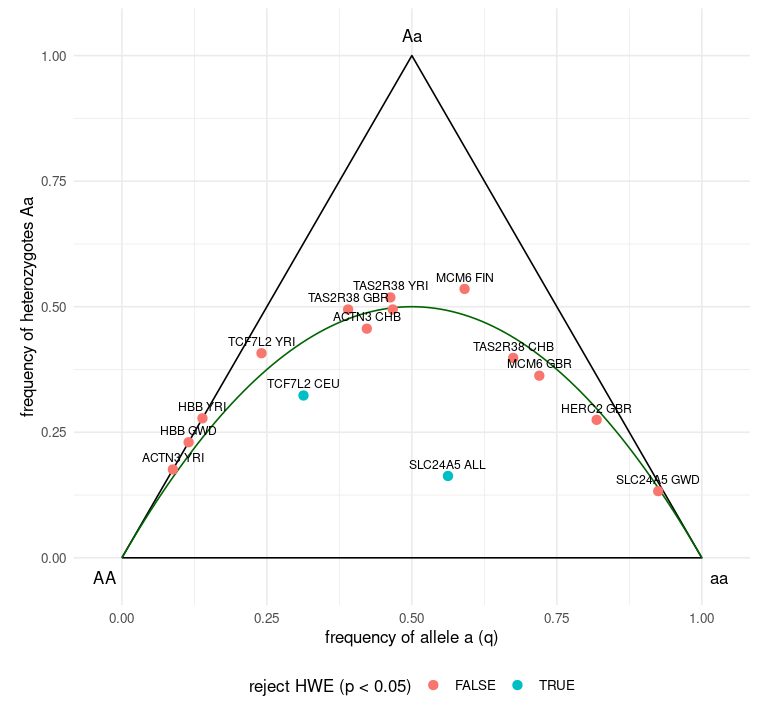 Aa
1.00
0.75
0.50
0.25
0.00
frequency of heterozygotes Aa
MCM6 FIN
TAS2R38 YRI
TAS2R38 GBR
ACTN3 CHB
TCF7L2 YRI
TAS2R38 CHB
MCM6 GBR
TCF7L2 CEU
HBB YRI
HERC2 GBR
HBB GWD
ACTN3 YRI
SLC24A5 ALL
SLC24A5 GWD
AA
aa
0.00 0.25 0.50 0.75 1.00
frequency of allele a (q)
reject HWE (p < 0.05) FALSE TRUE